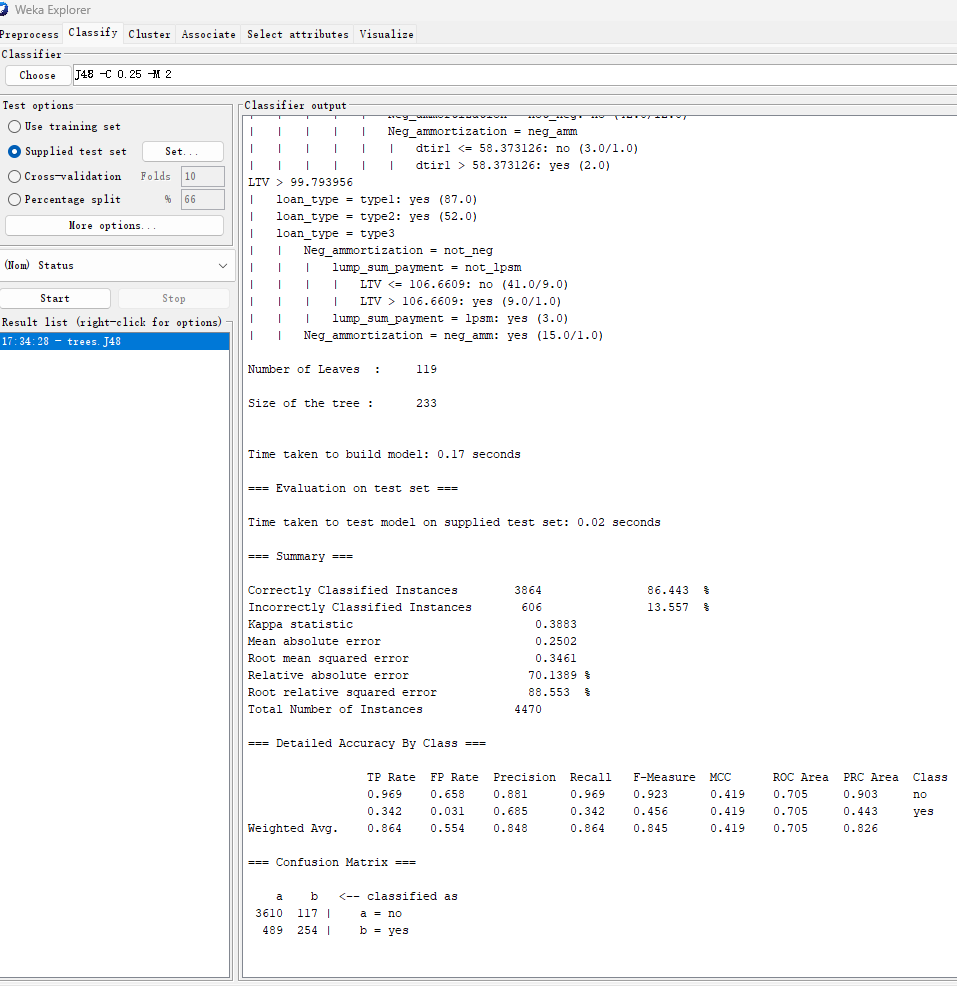 Weka Explorer
Preprocess Classify Cluster Associate Select attributes Visualize
Classifier
Choose J48 -C 0.25 -M 2
Test options
Use training set
Supplied test set Set...
Cross-validation Folds 10
Percentage split % 66
More options...
(Nom) Status
Start Stop
Result list (right-click for options)
17:34:28 - trees.J48
Classifier output
| | | | | Neg_ammortization = not_neg: no (12.0/12.0)
| | | | | Neg_ammortization = neg_amm
| | | | | | dtir1 <= 58.373126: no (3.0/1.0)
| | | | | | dtir1 > 58.373126: yes (2.0)
LTV > 99.793956
| loan_type = type1: yes (87.0)
| loan_type = type2: yes (52.0)
| loan_type = type3
| | Neg_ammortization = not_neg
| | | lump_sum_payment = not_lpsm
| | | | LTV <= 106.6609: no (41.0/9.0)
| | | | LTV > 106.6609: yes (9.0/1.0)
| | | lump_sum_payment = lpsm: yes (3.0)
| | Neg_ammortization = neg_amm: yes (15.0/1.0)
Number of Leaves : 119
Size of the tree : 233
Time taken to build model: 0.17 seconds
=== Evaluation on test set ===
Time taken to test model on supplied test set: 0.02 seconds
=== Summary ===
Correctly Classified Instances 3864 86.443 %
Incorrectly Classified Instances 606 13.557 %
Kappa statistic 0.3883
Mean absolute error 0.2502
Root mean squared error 0.3461
Relative absolute error 70.1389 %
Root relative squared error 88.553 %
Total Number of Instances 4470
=== Detailed Accuracy By Class ===
TP Rate FP Rate Precision Recall F-Measure MCC ROC Area PRC Area Class
0.969 0.658 0.881 0.969 0.923 0.419 0.705 0.903 no
0.342 0.031 0.685 0.342 0.456 0.419 0.705 0.443 yes
Weighted Avg. 0.864 0.554 0.848 0.864 0.845 0.419 0.705 0.826
=== Confusion Matrix ===
a b <-- classified as
3610 117 | a = no
489 254 | b = yes